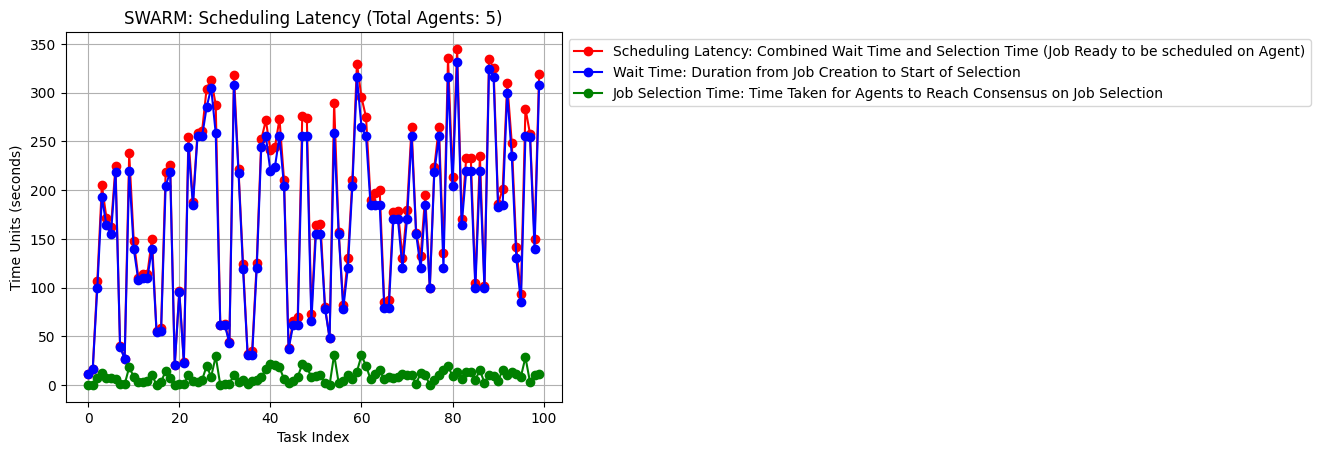 SWARM: Scheduling Latency (Total Agents: 5)
Scheduling Latency: Combined Wait Time and Selection Time (Job Ready to be scheduled on Agent)
Wait Time: Duration from Job Creation to Start of Selection
Job Selection Time: Time Taken for Agents to Reach Consensus on Job Selection
Time Units (seconds)
350
300
250
200
150
100
50
0
0 20 40 60 80 100
Task Index